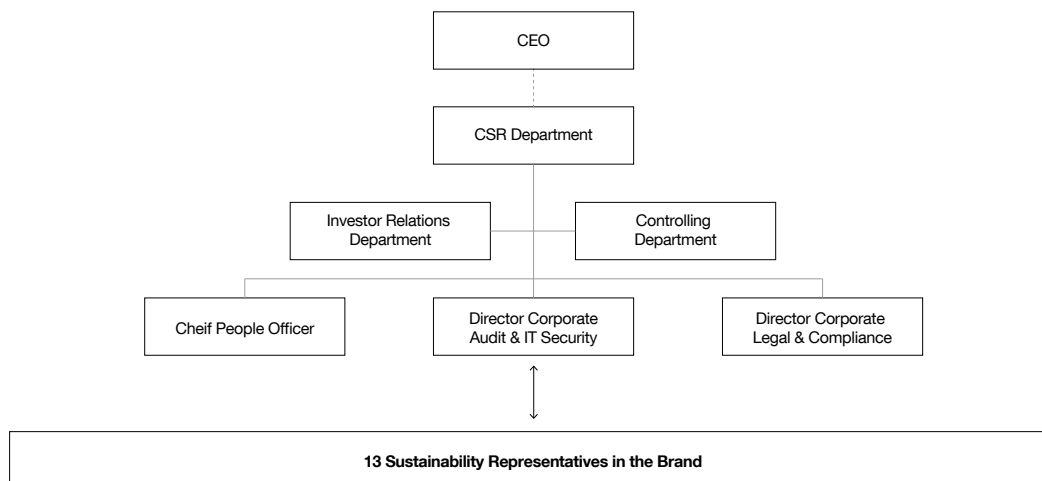 CEO
CSR Department
Investor Relations
Department
Controlling
Department
Cheif People Officer
Director Corporate
Audit & IT Security
Director Corporate
Legal & Compliance
13 Sustainability Representatives in the Brand